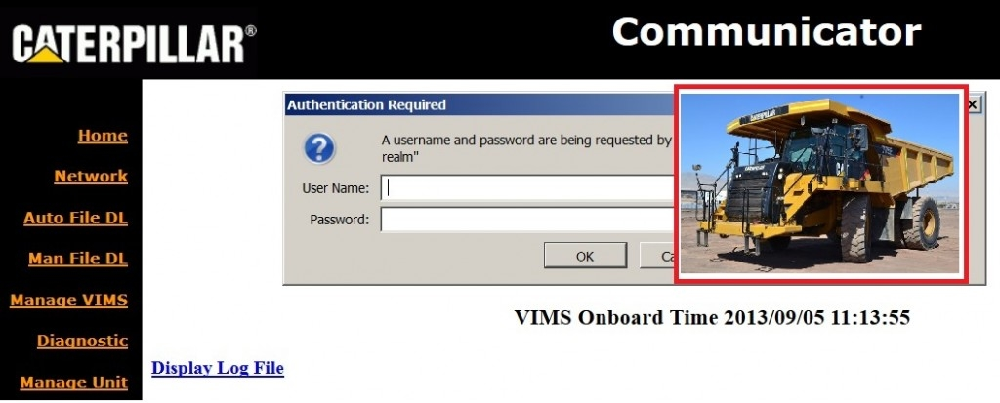 CATERPILLAR®
Communicator
Home
Network
Auto File DL
Man File DL
Manage VIMS
Diagnostic
Manage Unit
Authentication Required
A username and password are being requested by
realm"
User Name:
Password:
OK
Ca
CATERPILLAR
VIMS Onboard Time 2013/09/05 11:13:55
Display Log File